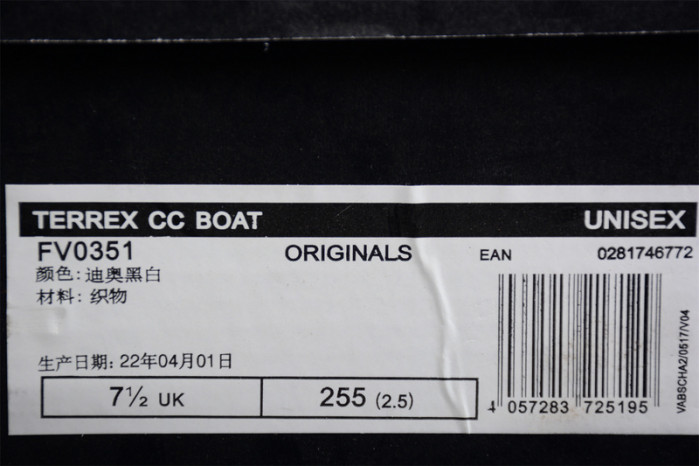 TERREX CC BOAT UNISEX
FV0351 ORIGINALS EAN 0281746772
颜色: 迪奥黑白
材料: 织物
生产日期: 22年04月01日
7½ UK 255 (2.5)
4 057283 725195
VABSCHA2/0517/V04